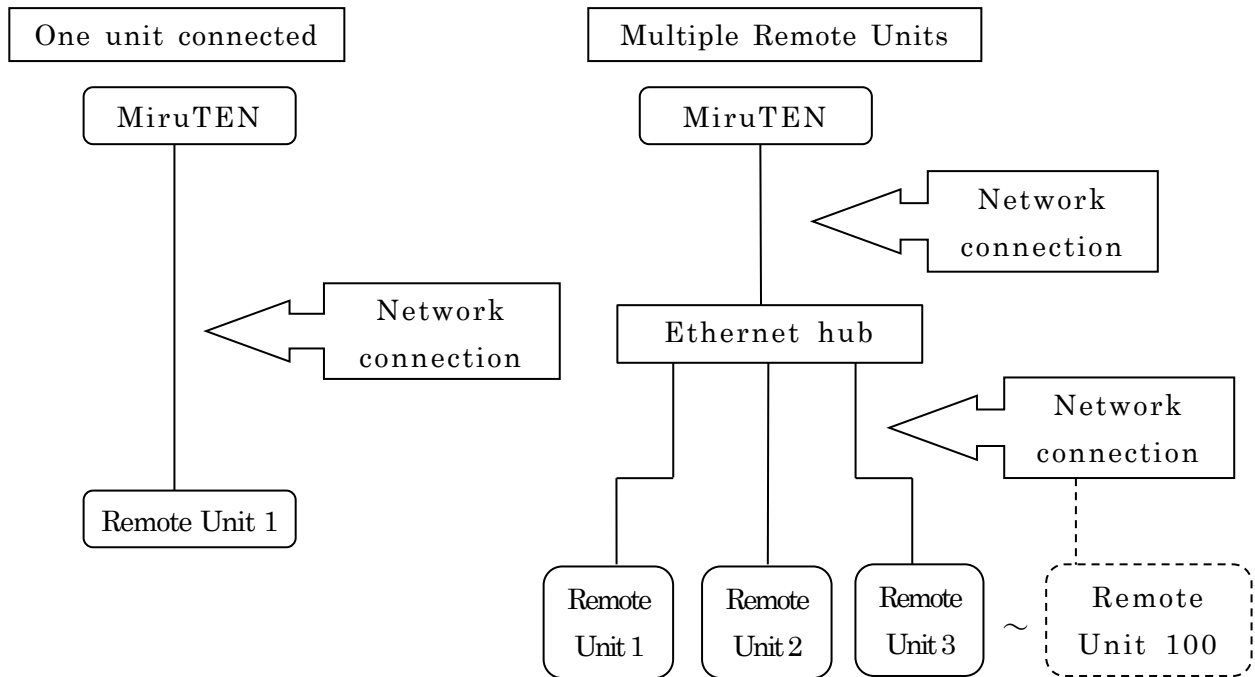 One unit connected
MiruTEN
Network
connection
Remote Unit 1
Multiple Remote Units
MiruTEN
Network
connection
Ethernet hub
Network
connection
Remote
Unit 1
Remote
Unit 2
Remote
Unit 3
～
Remote
Unit 100